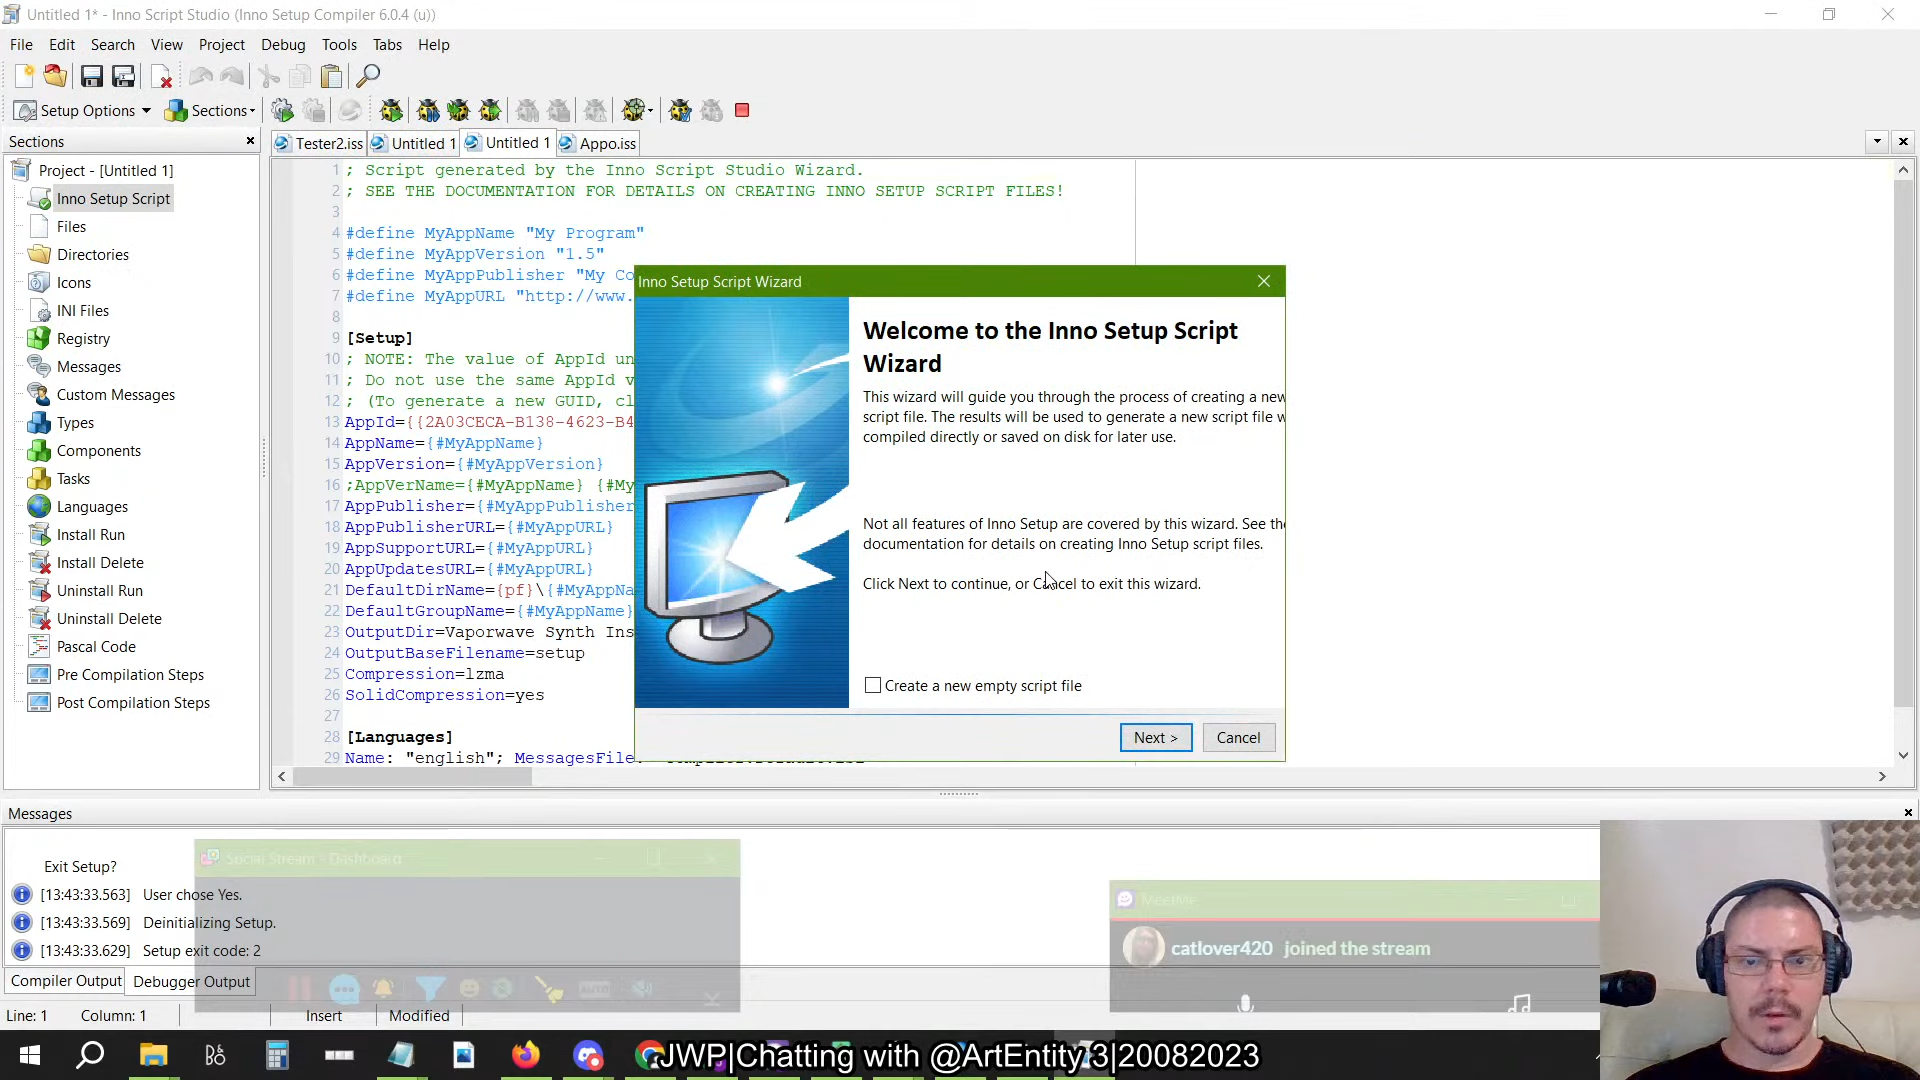 Untitled 1* - Inno Script Studio (Inno Setup Compiler 6.0.4 (u))
File Edit Search View Project Debug Tools Tabs Help
Setup Options Sections
Sections
Tester2.iss Untitled 1 Untitled 1 Appo.iss
Project - [Untitled 1]
Inno Setup Script
Files
Directories
Icons
INI Files
Registry
Messages
Custom Messages
Types
Components
Tasks
Languages
Install Run
Install Delete
Uninstall Run
Uninstall Delete
Pascal Code
Pre Compilation Steps
Post Compilation Steps
1 ; Script generated by the Inno Script Studio Wizard.
2 ; SEE THE DOCUMENTATION FOR DETAILS ON CREATING INNO SETUP SCRIPT FILES!
3
4 #define MyAppName "My Program"
5 #define MyAppVersion "1.5"
6 #define MyAppPublisher "My Co
7 #define MyAppURL "http://www.
8
9 [Setup]
10 ; NOTE: The value of AppId un
11 ; Do not use the same AppId v
12 ; (To generate a new GUID, cl
13 AppId={{2A03CECA-B138-4623-B4
14 AppName={#MyAppName}
15 AppVersion={#MyAppVersion}
16 ;AppVerName={#MyAppName} {#My
17 AppPublisher={#MyAppPublisher
18 AppPublisherURL={#MyAppURL}
19 AppSupportURL={#MyAppURL}
20 AppUpdatesURL={#MyAppURL}
21 DefaultDirName={pf}\{#MyAppNa
22 DefaultGroupName={#MyAppName}
23 OutputDir=Vaporwave Synth Ins
24 OutputBaseFilename=setup
25 Compression=lzma
26 SolidCompression=yes
27
28 [Languages]
29 Name: "english"; MessagesFile:
Inno Setup Script Wizard
Welcome to the Inno Setup Script
Wizard
This wizard will guide you through the process of creating a new
script file. The results will be used to generate a new script file w
compiled directly or saved on disk for later use.
Not all features of Inno Setup are covered by this wizard. See the
documentation for details on creating Inno Setup script files.
Click Next to continue, or Cancel to exit this wizard.
Create a new empty script file
Next > Cancel
Messages
Exit Setup?
[13:43:33.563] User chose Yes.
[13:43:33.569] Deinitializing Setup.
[13:43:33.629] Setup exit code: 2
Social Stream - Dashboard
AUTO
MeetMe
catlover420 joined the stream
Compiler Output Debugger Output
Line: 1 Column: 1 Insert Modified
JWP|Chatting with @ArtEntity 3|20082023